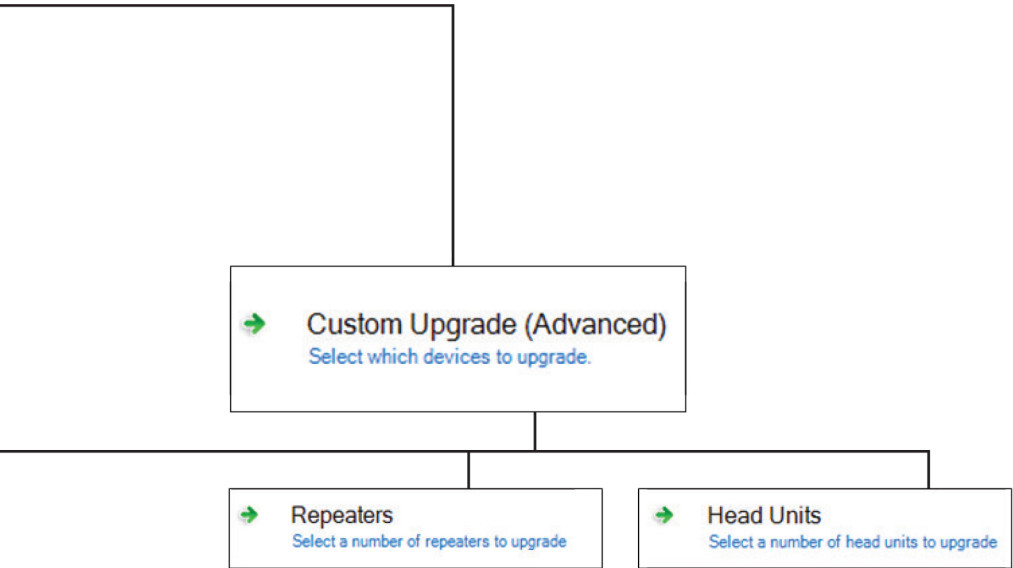 Custom Upgrade (Advanced)
Select which devices to upgrade.
Repeaters
Select a number of repeaters to upgrade
Head Units
Select a number of head units to upgrade